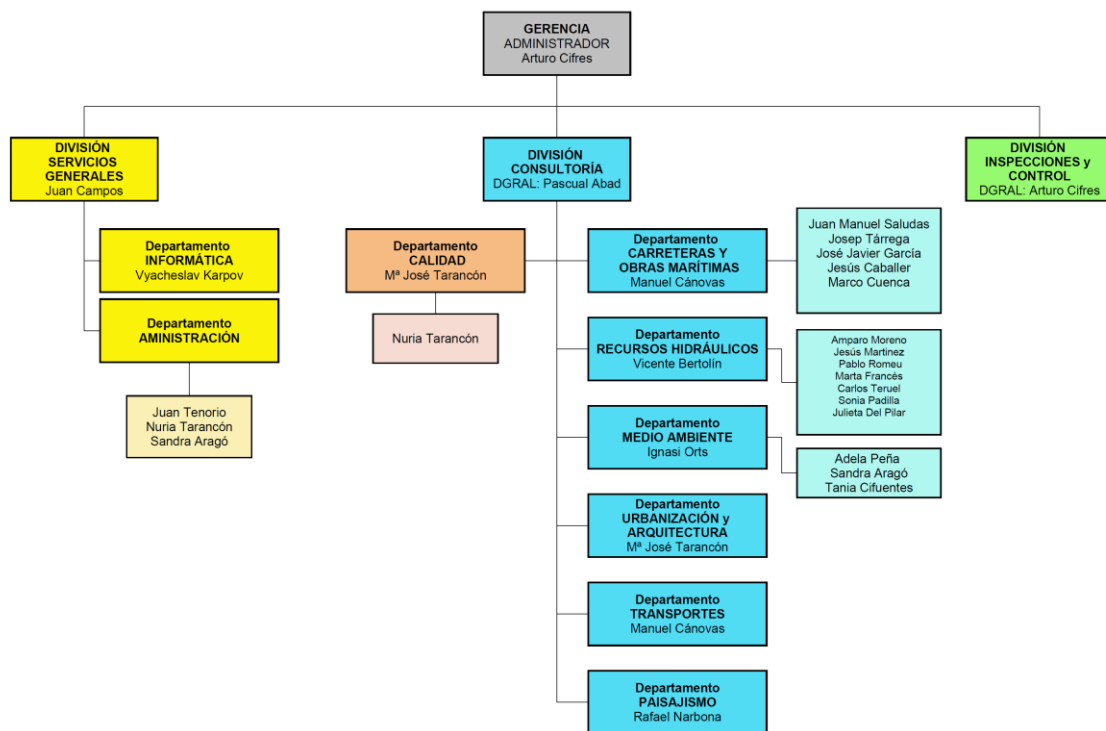 GERENCIA
ADMINISTRADOR
Arturo Cifres
DIVISIÓN
SERVICIOS
GENERALES
Juan Campos
DIVISIÓN
CONSULTORÍA
DGRAL: Pascual Abad
DIVISIÓN
INSPECCIONES y
CONTROL
DGRAL: Arturo Cifres
Departamento
INFORMÁTICA
Vyacheslav Karpov
Departamento
AMINISTRACIÓN
Juan Tenorio
Nuria Tarancón
Sandra Aragó
Departamento
CALIDAD
Mª José Tarancón
Nuria Tarancón
Departamento
CARRETERAS Y
OBRAS MARÍTIMAS
Manuel Cánovas
Juan Manuel Saludas
Josep Tárrega
José Javier García
Jesús Caballer
Marco Cuenca
Departamento
RECURSOS HIDRÁULICOS
Vicente Bertolín
Amparo Moreno
Jesús Martinez
Pablo Romeu
Marta Francés
Carlos Teruel
Sonia Padilla
Julieta Del Pilar
Departamento
MEDIO AMBIENTE
Ignasi Orts
Adela Peña
Sandra Aragó
Tania Cifuentes
Departamento
URBANIZACIÓN y
ARQUITECTURA
Mª José Tarancón
Departamento
TRANSPORTES
Manuel Cánovas
Departamento
PAISAJISMO
Rafael Narbona